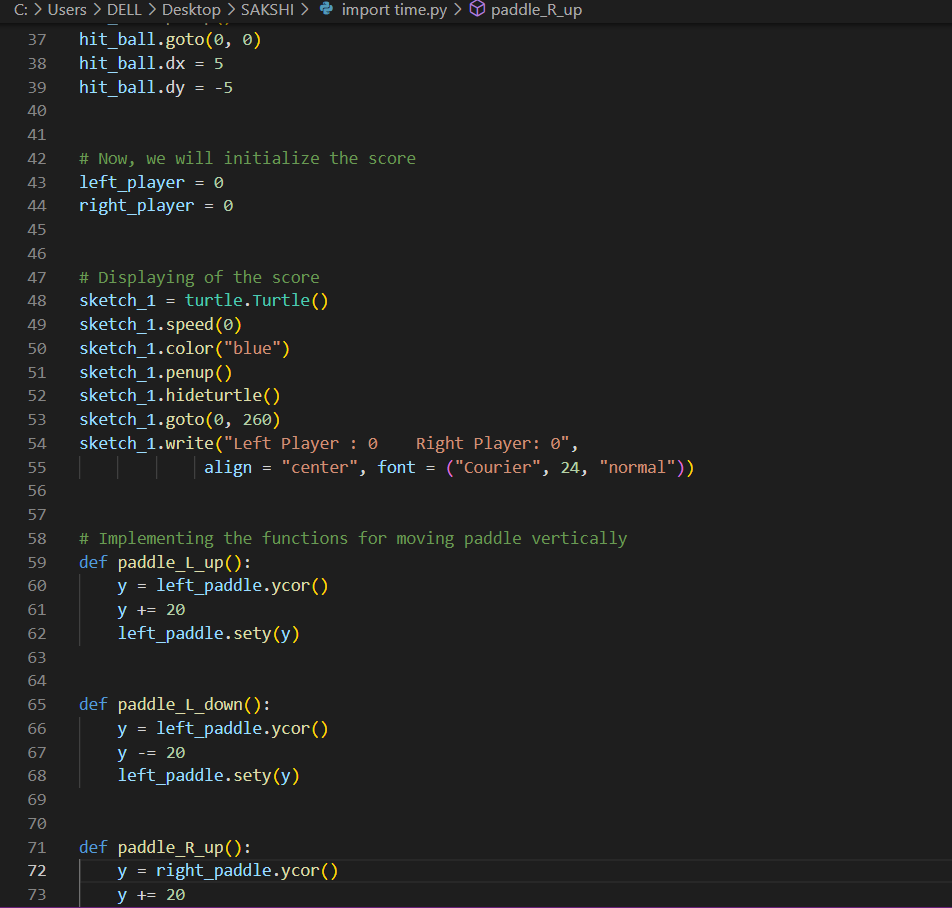 C: > Users > DELL > Desktop > SAKSHI > import time.py > paddle_R_up
37 hit_ball.goto(0, 0)
38 hit_ball.dx = 5
39 hit_ball.dy = -5
40
41
42 # Now, we will initialize the score
43 left_player = 0
44 right_player = 0
45
46
47 # Displaying of the score
48 sketch_1 = turtle.Turtle()
49 sketch_1.speed(0)
50 sketch_1.color("blue")
51 sketch_1.penup()
52 sketch_1.hideturtle()
53 sketch_1.goto(0, 260)
54 sketch_1.write("Left Player : 0    Right Player: 0",
55              align = "center", font = ("Courier", 24, "normal"))
56
57
58 # Implementing the functions for moving paddle vertically
59 def paddle_L_up():
60     y = left_paddle.ycor()
61     y += 20
62     left_paddle.sety(y)
63
64
65 def paddle_L_down():
66     y = left_paddle.ycor()
67     y -= 20
68     left_paddle.sety(y)
69
70
71 def paddle_R_up():
72     y = right_paddle.ycor()
73     y += 20